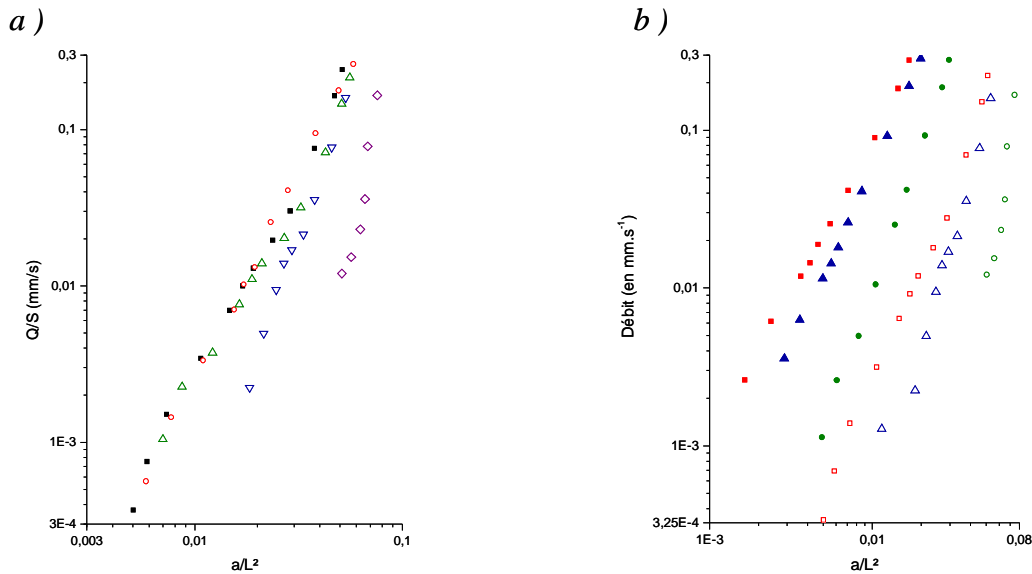 a )
0,3
0,1
0,01
1E-3
3E-4
0,003
0,01
0,1
Q/S (mm/s)
a/L²
b )
0,3
0,1
0,01
1E-3
3,25E-4
1E-3
0,01
0,08
Débit (en mm.s⁻¹)
a/L²